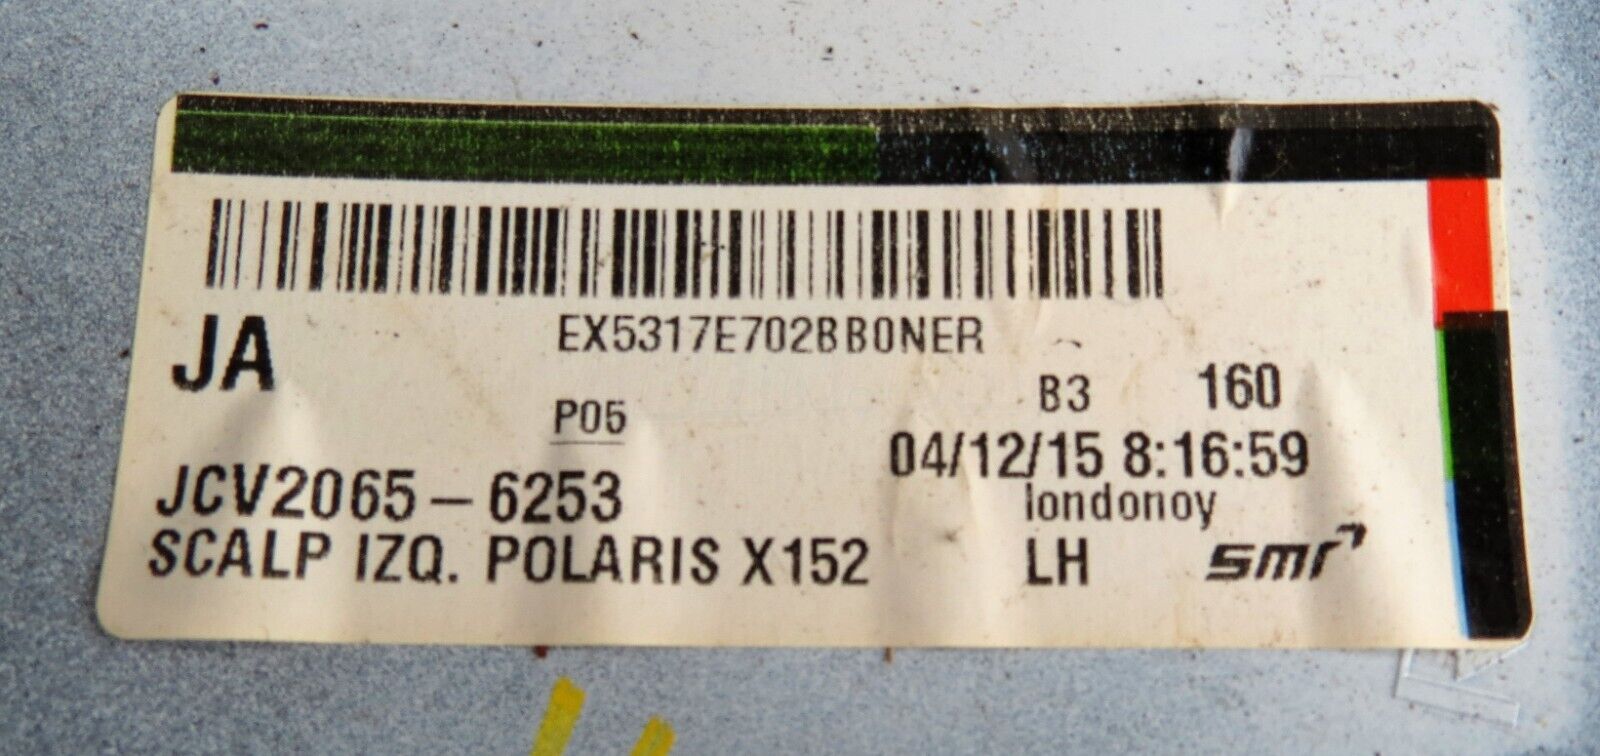 EX5317E702BB0NER
JA
B3 160
P05
04/12/15 8:16:59
JCV2065-6253
londonoy
SCALP IZQ. POLARIS X152 LH smr